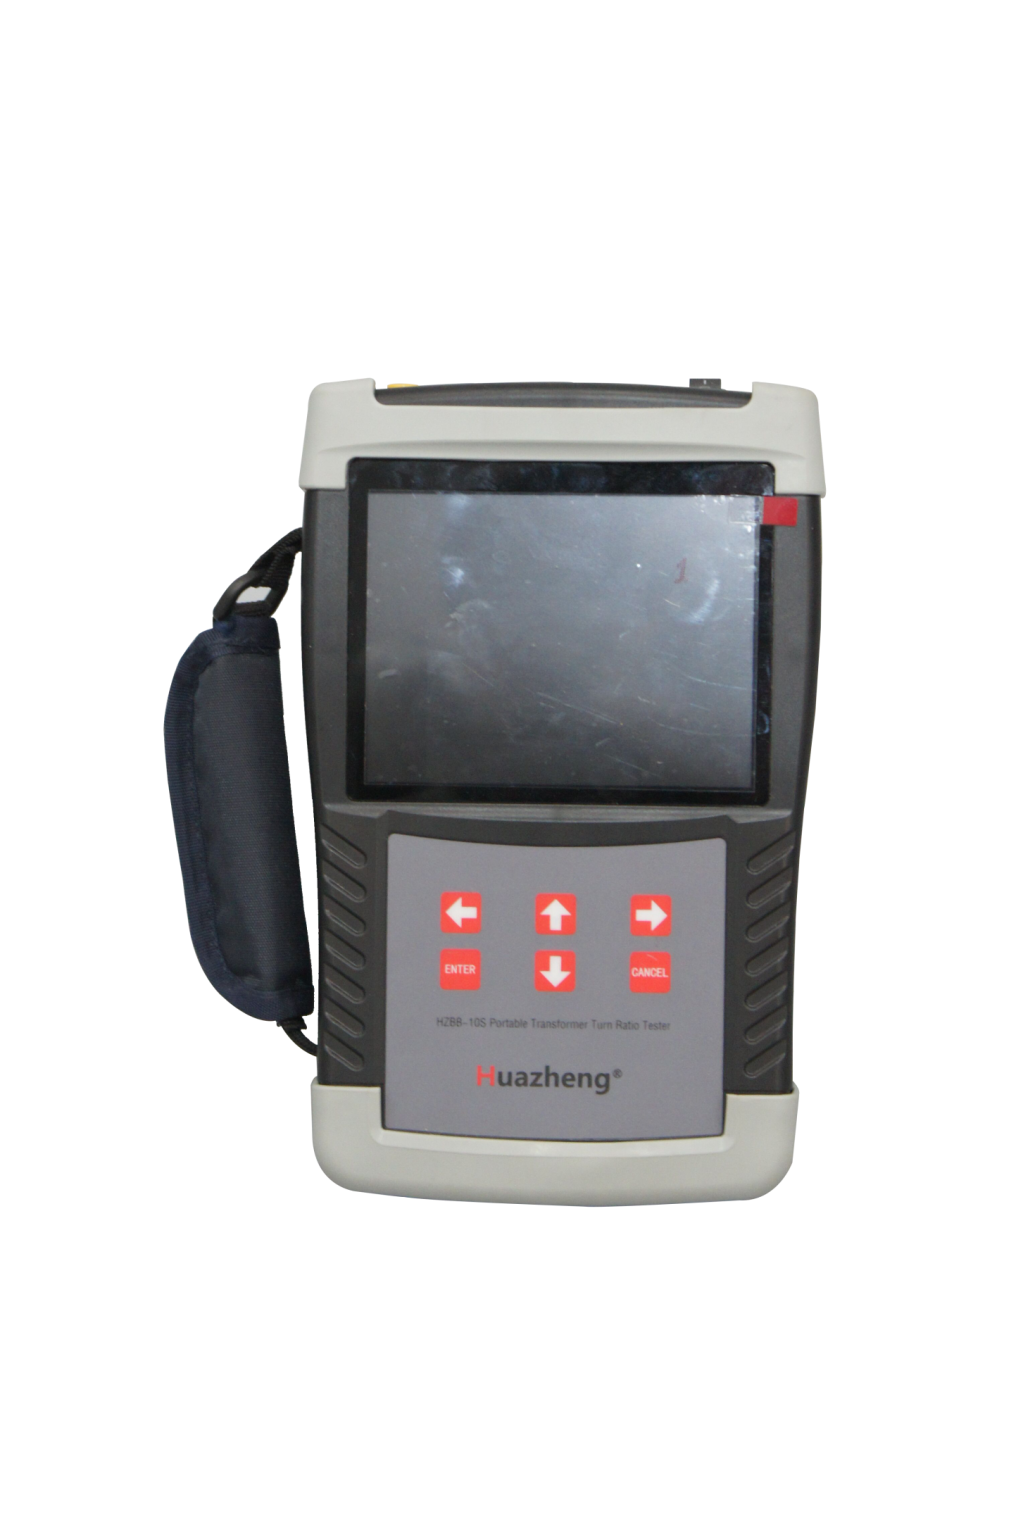 ENTER
CANCEL
HZBB-10S Portable Transformer Turn Ratio Tester
Huazheng®